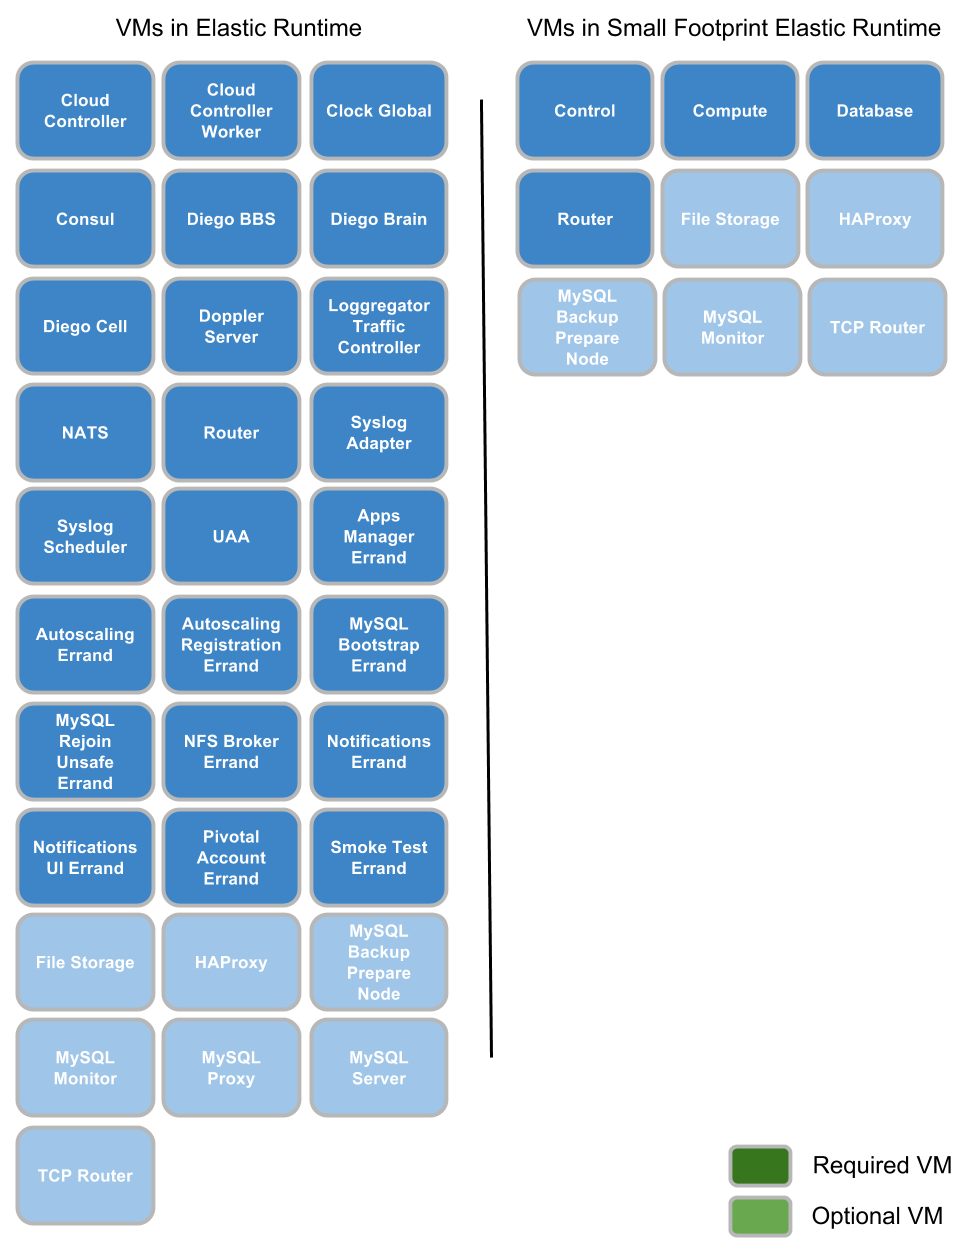 VMs in Elastic Runtime
Cloud
Controller
Cloud
Controller
Worker
Clock Global
Consul
Diego BBS
Diego Brain
Diego Cell
Doppler
Server
Loggregator
Traffic
Controller
NATS
Router
Syslog
Adapter
Syslog
Scheduler
UAA
Apps
Manager
Errand
Autoscaling
Errand
Autoscaling
Registration
Errand
MySQL
Bootstrap
Errand
MySQL
Rejoin
Unsafe
Errand
NFS Broker
Errand
Notifications
Errand
Notifications
UI Errand
Pivotal
Account
Errand
Smoke Test
Errand
File Storage
HAProxy
MySQL
Backup
Prepare
Node
MySQL
Monitor
MySQL
Proxy
MySQL
Server
TCP Router
VMs in Small Footprint Elastic Runtime
Control
Compute
Database
Router
File Storage
HAProxy
MySQL
Backup
Prepare
Node
MySQL
Monitor
TCP Router
Required VM
Optional VM